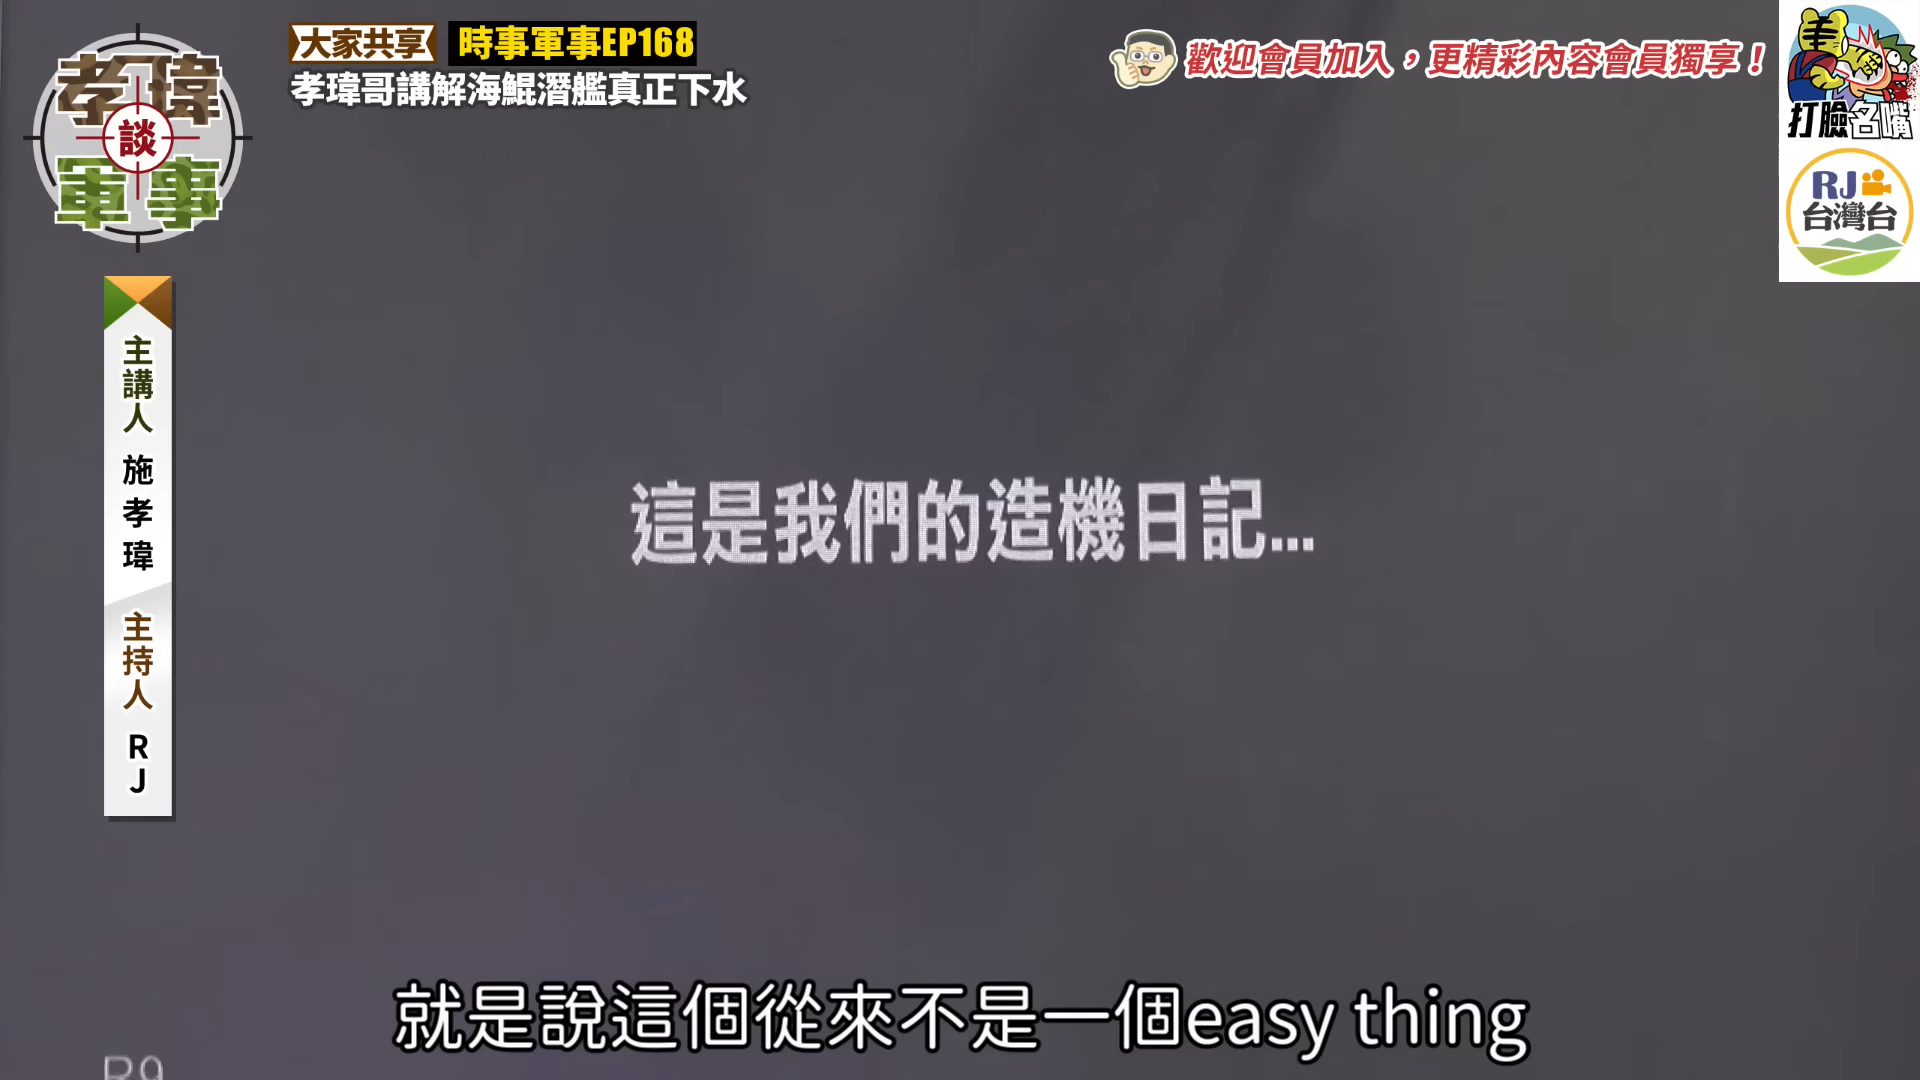 孝瑋
談
軍事
大家共享 時事軍事EP168
孝瑋哥講解海鯤潛艦真正下水
歡迎會員加入，更精彩內容會員獨享！
打臉名嘴
RJ
台灣台
主講人 施孝瑋 主持人 RJ
這是我們的造機日記...
就是說這個從來不是一個easy thing
R9